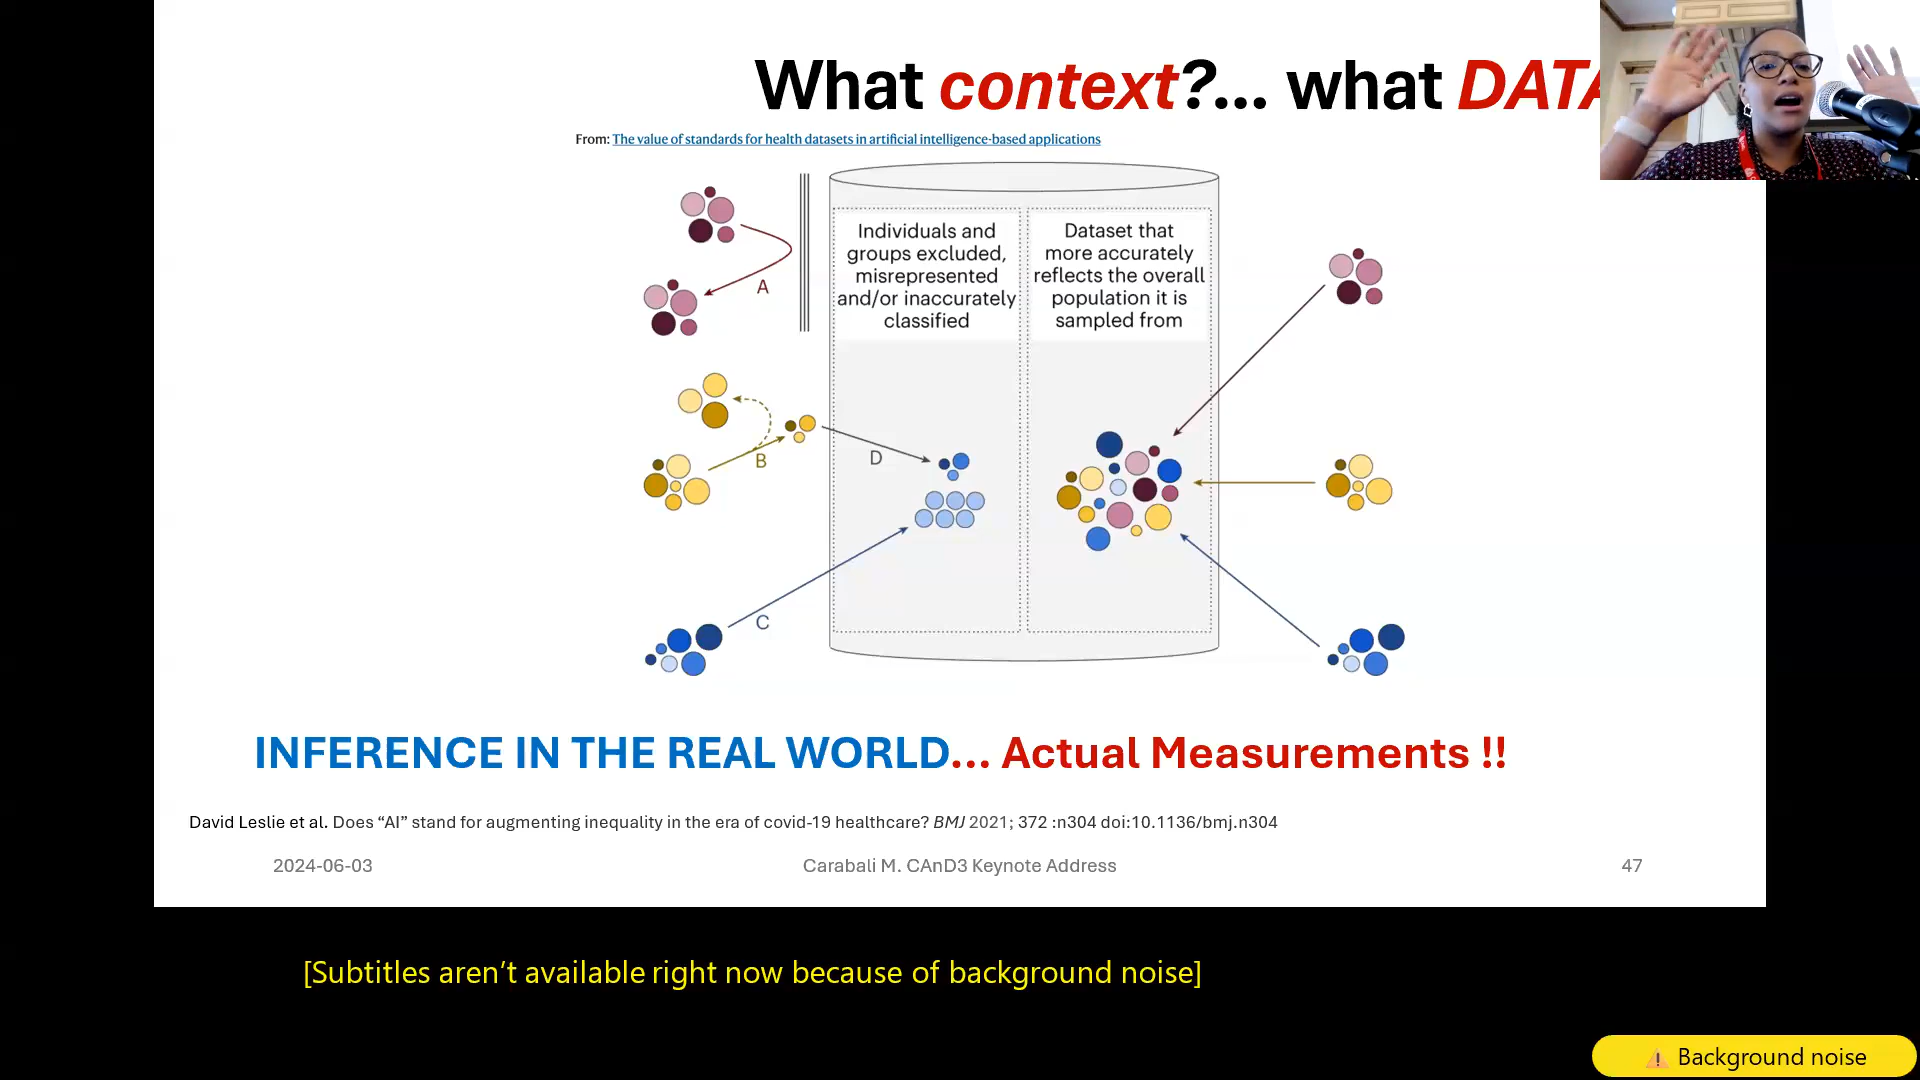 What context?... what DATA
From: The value of standards for health datasets in artificial intelligence-based applications
Individuals and
groups excluded,
misrepresented
and/or inaccurately
classified
Dataset that
more accurately
reflects the overall
population it is
sampled from
A
B
D
C
INFERENCE IN THE REAL WORLD... Actual Measurements !!
David Leslie et al. Does “AI” stand for augmenting inequality in the era of covid-19 healthcare? BMJ 2021; 372 :n304 doi:10.1136/bmj.n304
2024-06-03
Carabali M. CAnD3 Keynote Address
47
[Subtitles aren’t available right now because of background noise]
Background noise